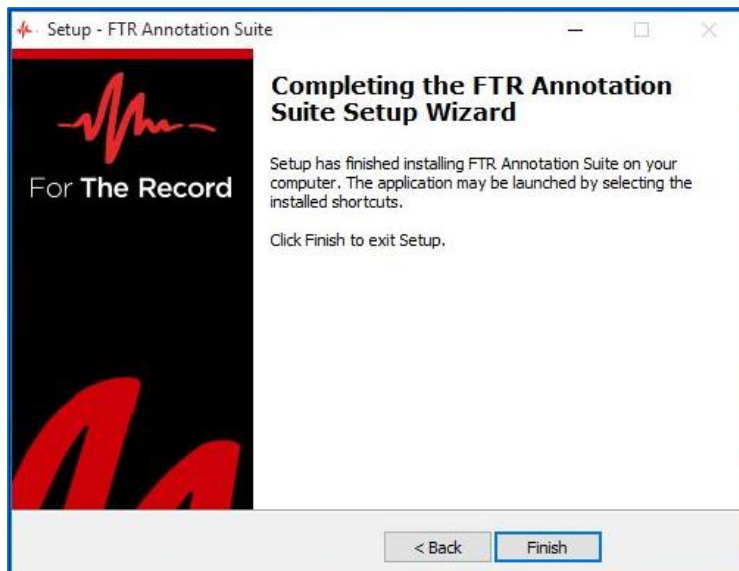 Setup - FTR Annotation Suite
For The Record
Completing the FTR Annotation
Suite Setup Wizard
Setup has finished installing FTR Annotation Suite on your
computer. The application may be launched by selecting the
installed shortcuts.
Click Finish to exit Setup.
< Back
Finish